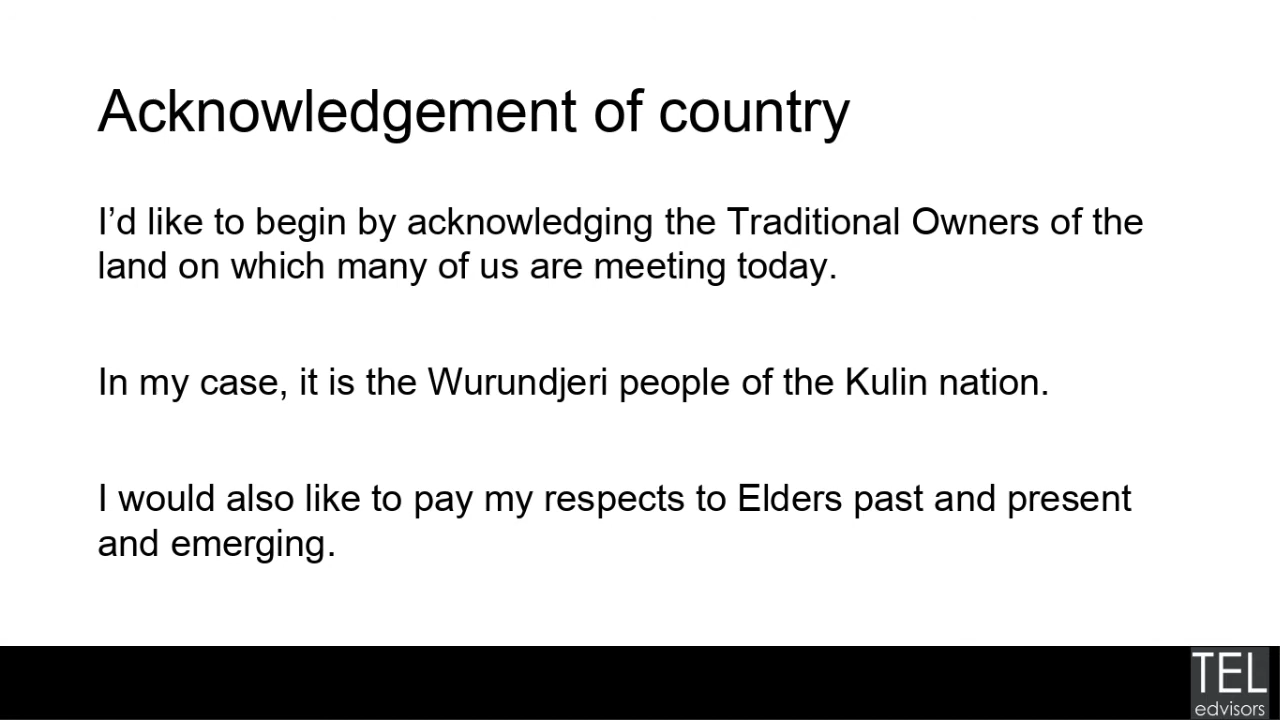 Acknowledgement of country
I’d like to begin by acknowledging the Traditional Owners of the
land on which many of us are meeting today.
In my case, it is the Wurundjeri people of the Kulin nation.
I would also like to pay my respects to Elders past and present
and emerging.
TEL
edvisors